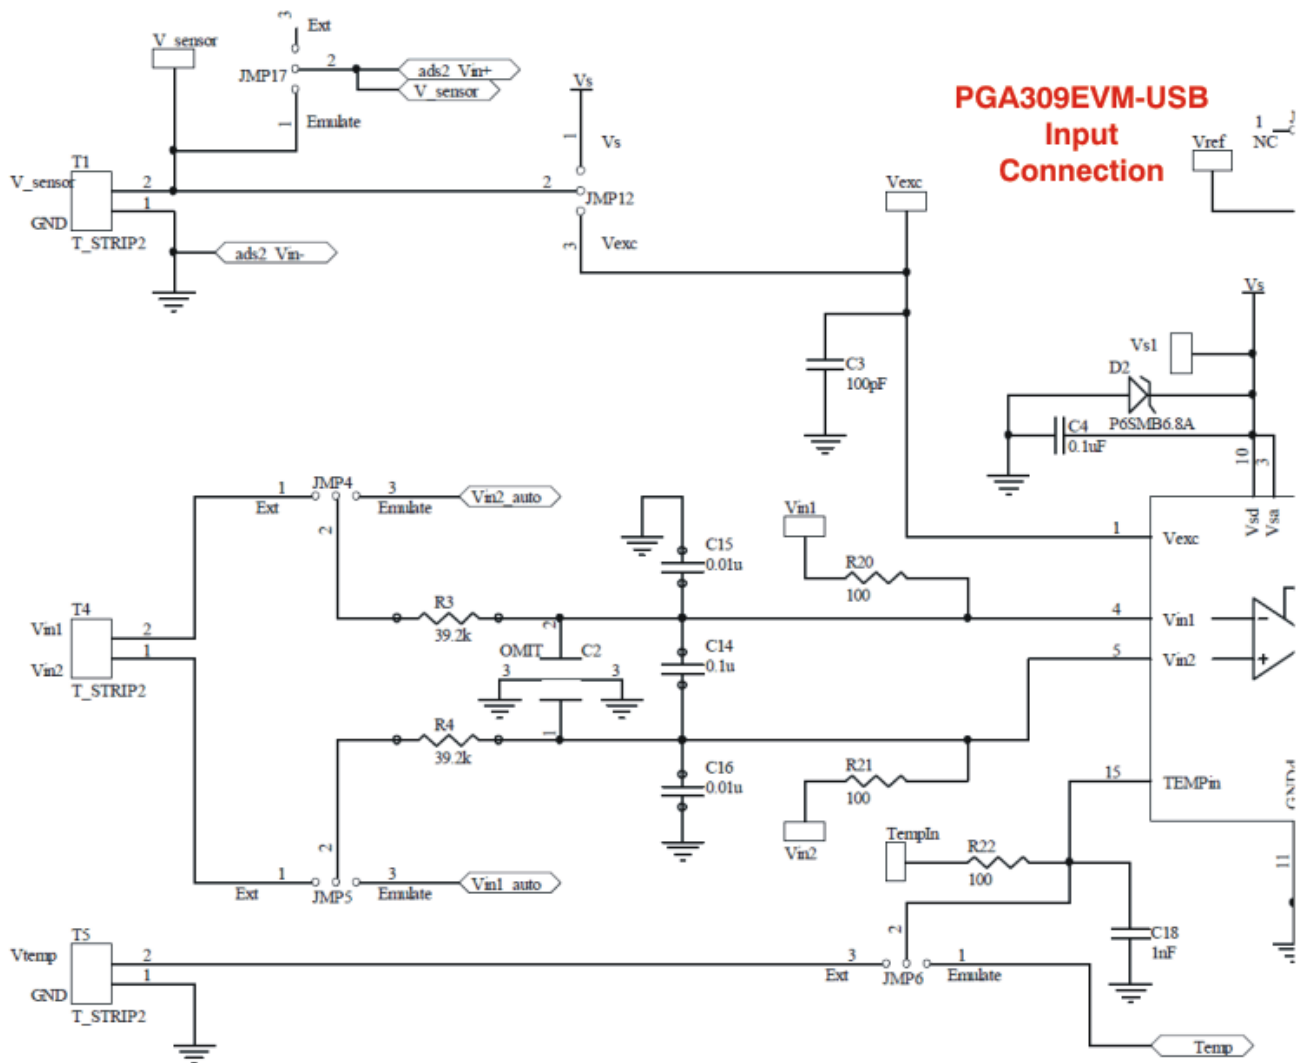 3
Ext
V_sensor
JMP17
2
ads2_Vin+
V_sensor
1
Emulate
Vs
1
Vs
PGA309EVM-USB
Input
Connection
1
NC
Vref
T1
V_sensor
2
1
GND
T_STRIP2
ads2_Vin-
2
JMP12
3
Vexc
Vexc
Vs
Vs1
D2
P6SMB6.8A
C3
100pF
C4
0.1uF
10
3
Vsd
Vsa
1
Ext
JMP4
3
Emulate
Vin2_auto
2
C15
0.01u
Vin1
R20
100
1
Vexc
T4
Vin1
2
Vin2
1
T_STRIP2
R3
39.2k
2
OMIT
C2
3
3
C14
0.1u
4
Vin1
5
Vin2
-
+
R4
39.2k
1
C16
0.01u
R21
100
Vin2
15
TEMPin
GNDd
11
2
1
Ext
JMP5
3
Emulate
Vin1_auto
TempIn
R22
100
2
C18
1nF
T5
Vtemp
2
1
GND
T_STRIP2
3
Ext
JMP6
1
Emulate
Temp